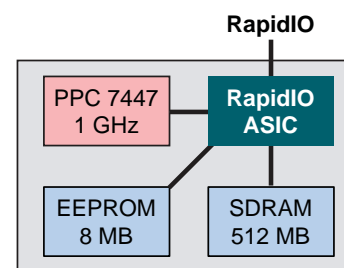 RapidIO
PPC 7447
1 GHz
RapidIO
ASIC
EEPROM
8 MB
SDRAM
512 MB